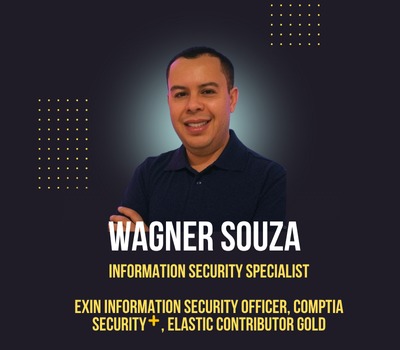 WAGNER SOUZA
INFORMATION SECURITY SPECIALIST
EXIN INFORMATION SECURITY OFFICER, COMPTIA
SECURITY+, ELASTIC CONTRIBUTOR GOLD